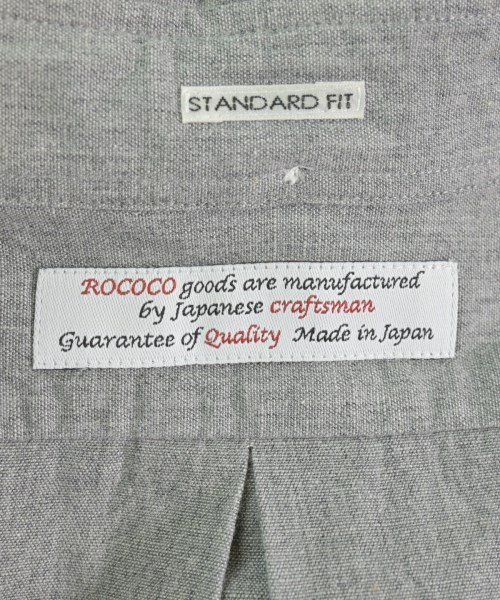 STANDARD FIT
ROCOCO goods are manufactured
by Japanese craftsman
Guarantee of Quality Made in Japan